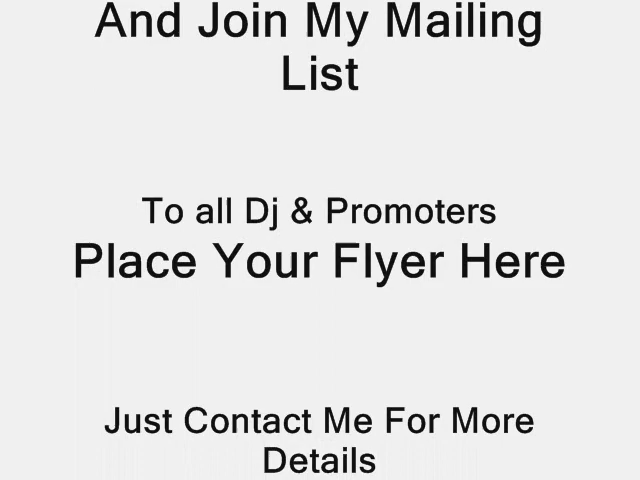 And Join My Mailing
List
To all Dj & Promoters
Place Your Flyer Here
Just Contact Me For More
Details